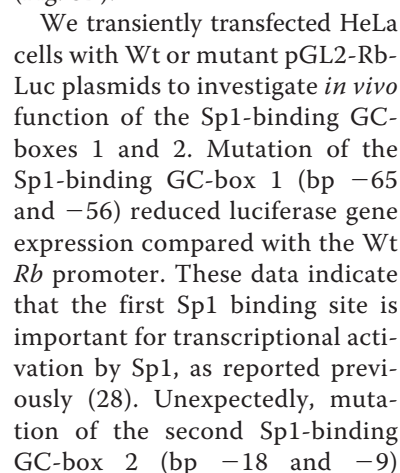 We transiently transfected HeLa
cells with Wt or mutant pGL2-Rb-
Luc plasmids to investigate in vivo
function of the Sp1-binding GC-
boxes 1 and 2. Mutation of the
Sp1-binding GC-box 1 (bp −65
and −56) reduced luciferase gene
expression compared with the Wt
Rb promoter. These data indicate
that the first Sp1 binding site is
important for transcriptional acti-
vation by Sp1, as reported previ-
ously (28). Unexpectedly, muta-
tion of the second Sp1-binding
GC-box 2 (bp −18 and −9)